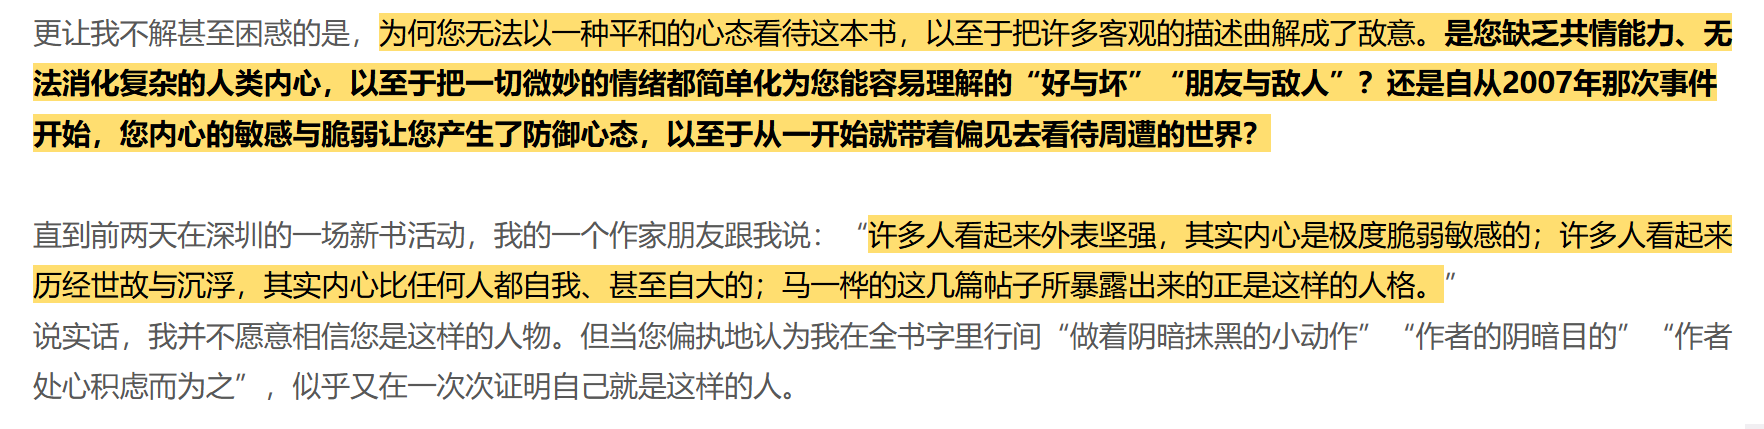 更让我不解甚至困惑的是，为何您无法以一种平和的心态看待这本书，以至于把许多客观的描述曲解成了敌意。是您缺乏共情能力、无
法消化复杂的人类内心，以至于把一切微妙的情绪都简单化为您能容易理解的“好与坏”“朋友与敌人”？还是自从2007年那次事件
开始，您内心的敏感与脆弱让您产生了防御心态，以至于从一开始就带着偏见去看待周遭的世界？
直到前两天在深圳的一场新书活动，我的一个作家朋友跟我说：“许多人看起来外表坚强，其实内心是极度脆弱敏感的；许多人看起来
历经世故与沉浮，其实内心比任何人都自我、甚至自大的；马一桦的这几篇帖子所暴露出来的正是这样的人格。”
说实话，我并不愿意相信您是这样的人物。但当您偏执地认为我在全书字里行间“做着阴暗抹黑的小动作”“作者的阴暗目的”“作者
处心积虑而为之”，似乎又在一次次证明自己就是这样的人。